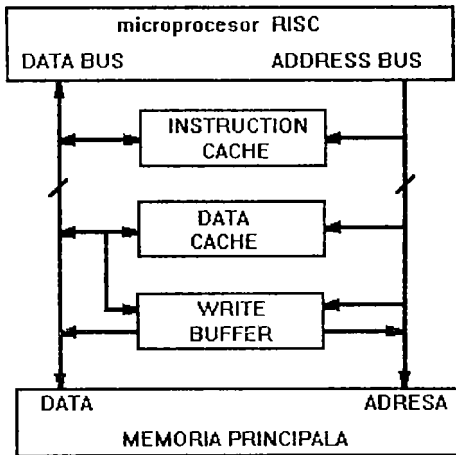 microprocesor RISC
DATA BUS ADDRESS BUS
INSTRUCTION
CACHE
DATA
CACHE
WRITE
BUFFER
DATA ADRESA
MEMORIA PRINCIPALA